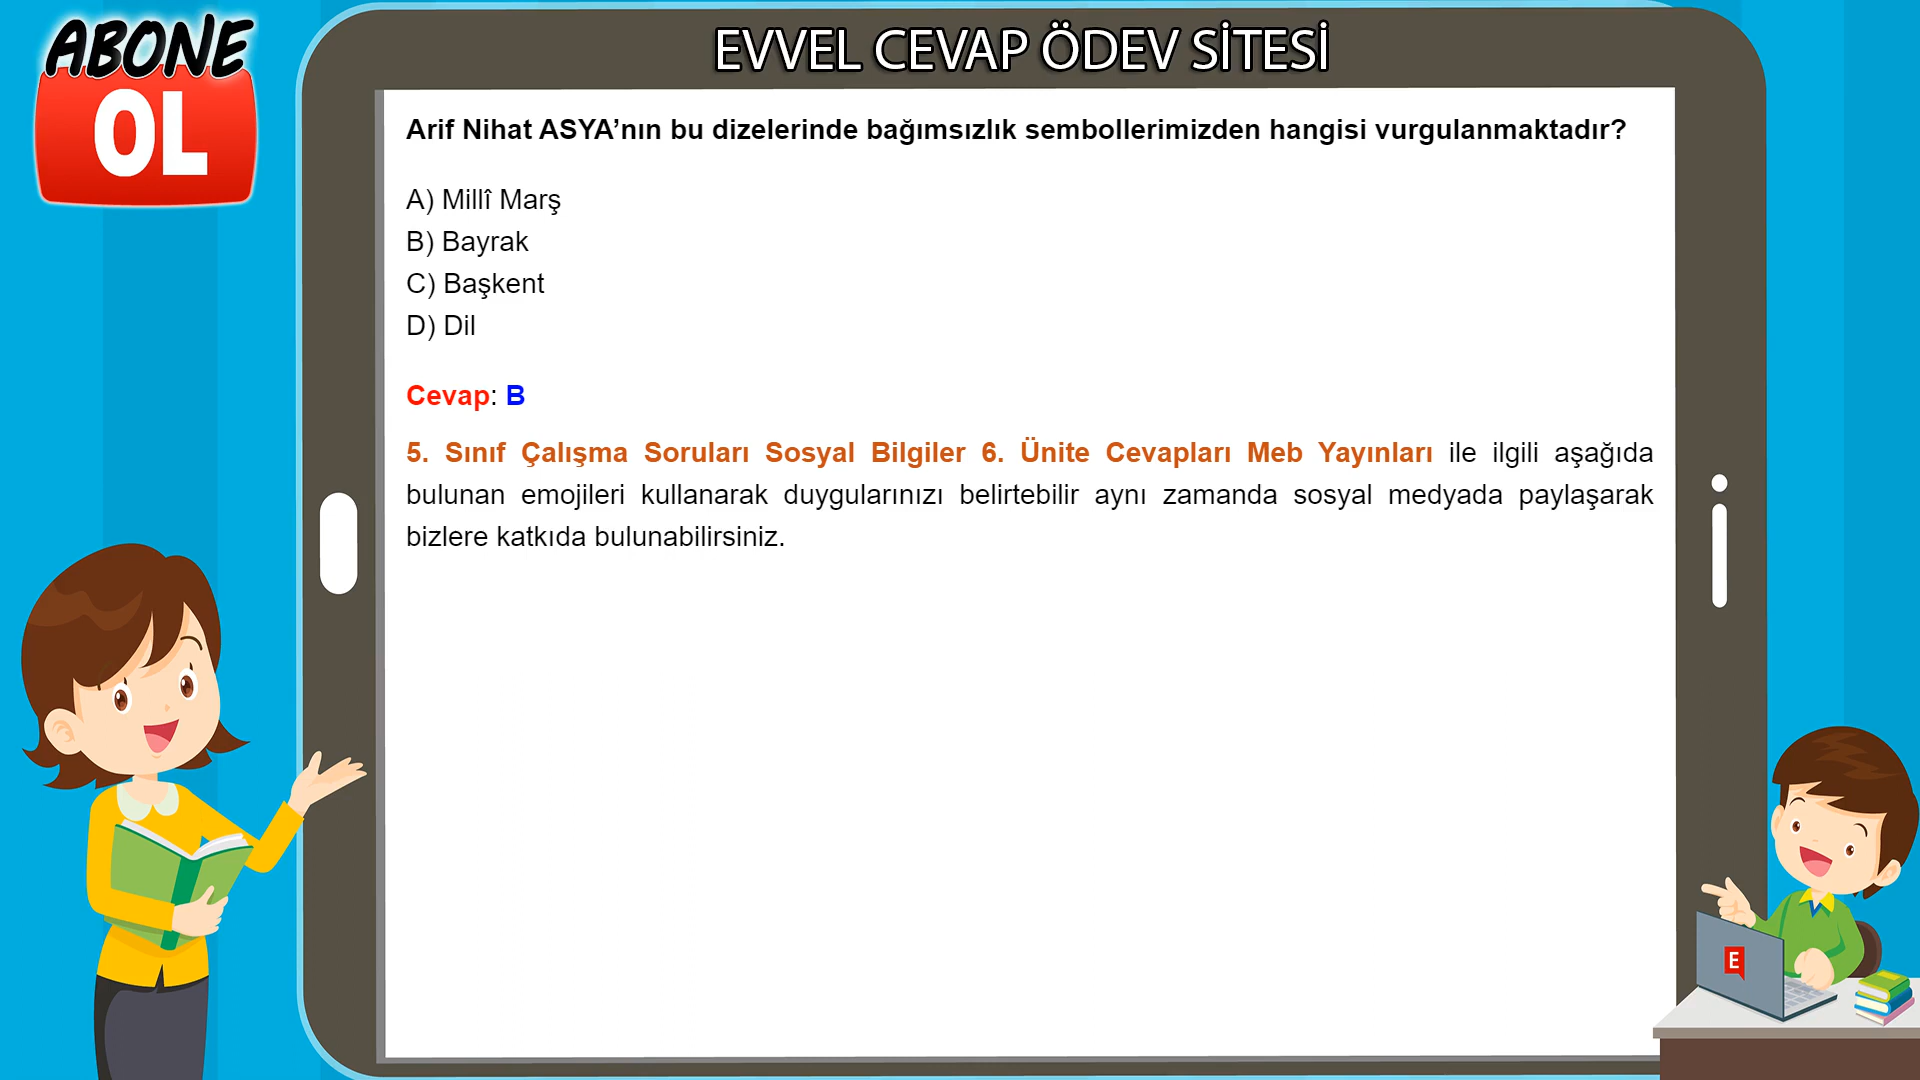 ABONE
OL
EVVEL CEVAP ÖDEV SİTESİ
Arif Nihat ASYA’nın bu dizelerinde bağımsızlık sembollerimizden hangisi vurgulanmaktadır?
A) Millî Marş
B) Bayrak
C) Başkent
D) Dil
Cevap: B
5. Sınıf Çalışma Soruları Sosyal Bilgiler 6. Ünite Cevapları Meb Yayınları ile ilgili aşağıda
bulunan emojileri kullanarak duygularınızı belirtebilir aynı zamanda sosyal medyada paylaşarak
bizlere katkıda bulunabilirsiniz.
E